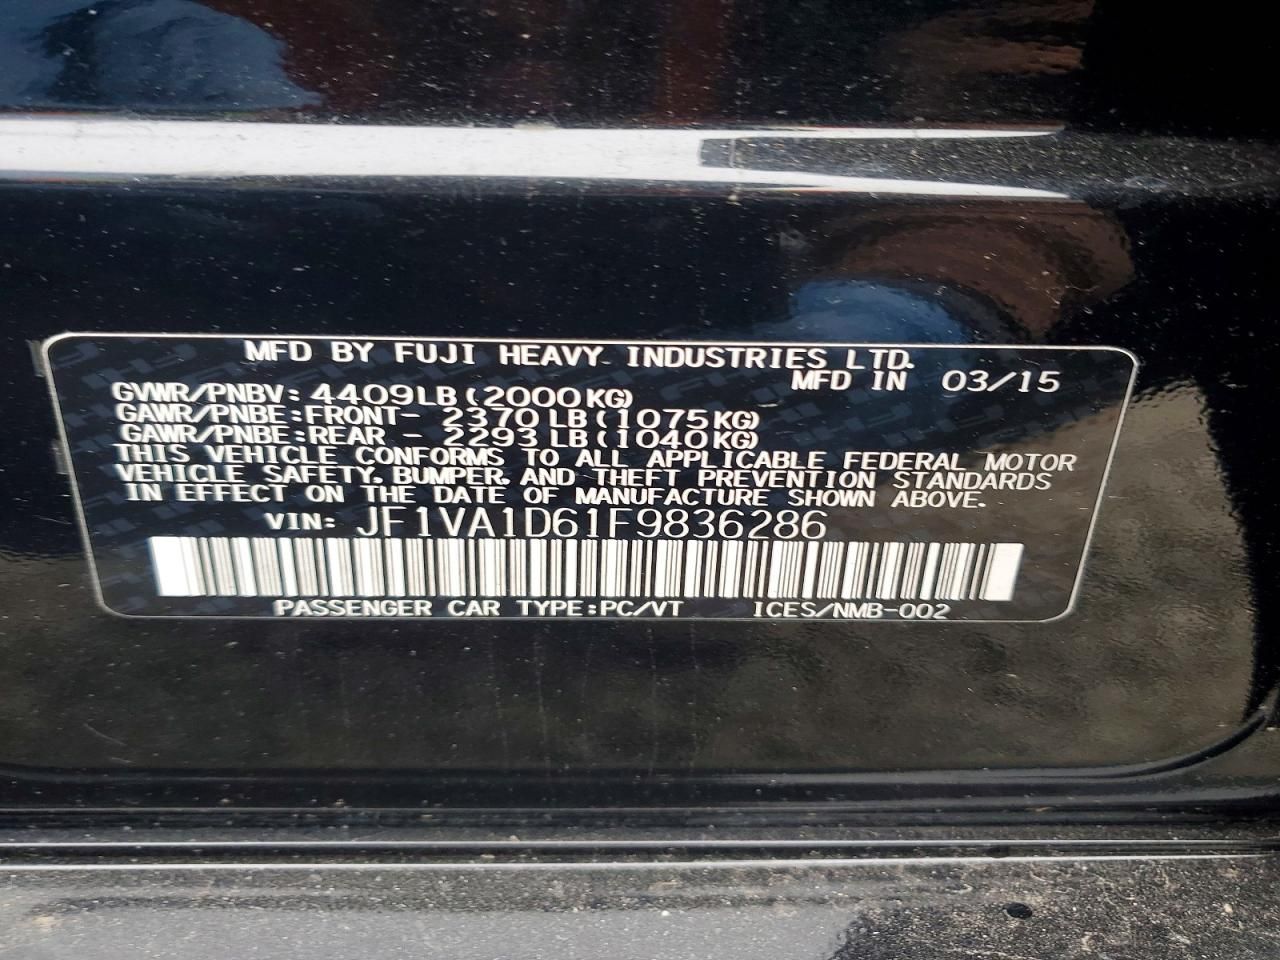 MFD BY FUJI HEAVY INDUSTRIES LTD.
MFD IN 03/15
GVWR/PNBV: 4409LB(2000KG)
GAWR/PNBE:FRONT- 2370LB(1075KG)
GAWR/PNBE:REAR - 2293LB(1040KG)
THIS VEHICLE CONFORMS TO ALL APPLICABLE FEDERAL MOTOR
VEHICLE SAFETY, BUMPER, AND THEFT PREVENTION STANDARDS
IN EFFECT ON THE DATE OF MANUFACTURE SHOWN ABOVE.
VIN: JF1VA1D61F9836286
PASSENGER CAR TYPE:PC/VT ICES/NMB-002